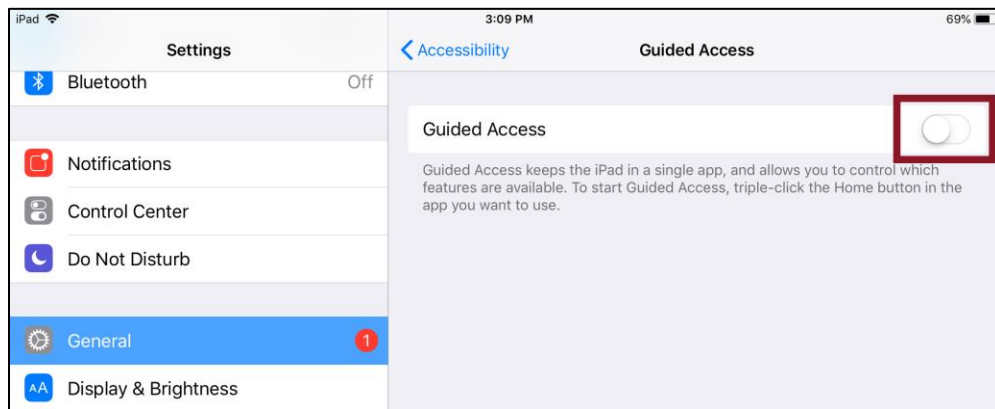 iPad
3:09 PM
69%
Settings
Accessibility
Guided Access
Bluetooth
Off
Guided Access
Guided Access keeps the iPad in a single app, and allows you to control which
features are available. To start Guided Access, triple-click the Home button in the
app you want to use.
Notifications
Control Center
Do Not Disturb
General
1
AA
Display & Brightness